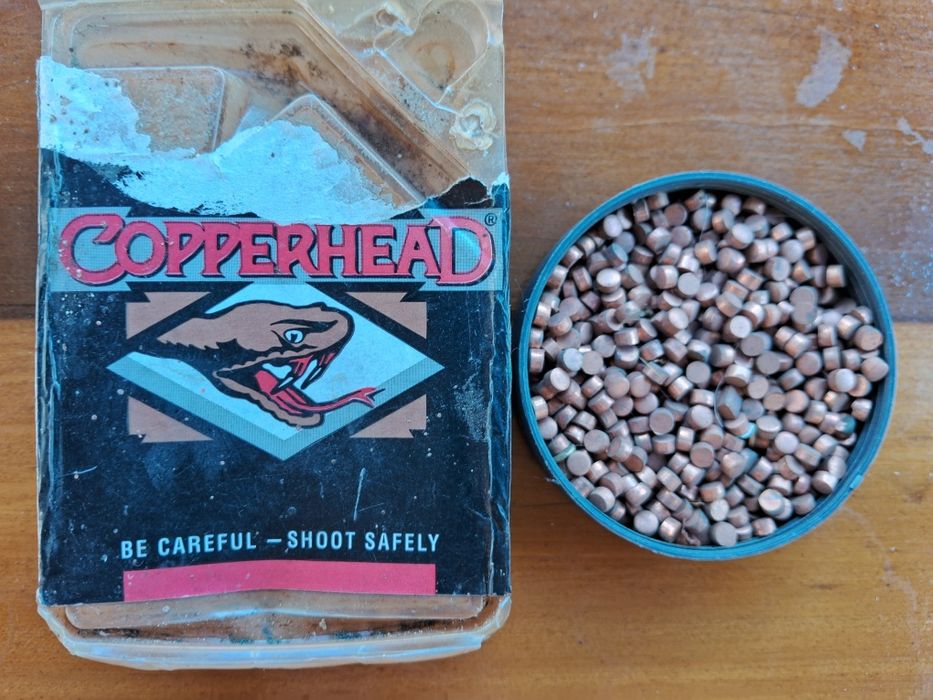 COPPERHEAD®
BE CAREFUL – SHOOT SAFELY